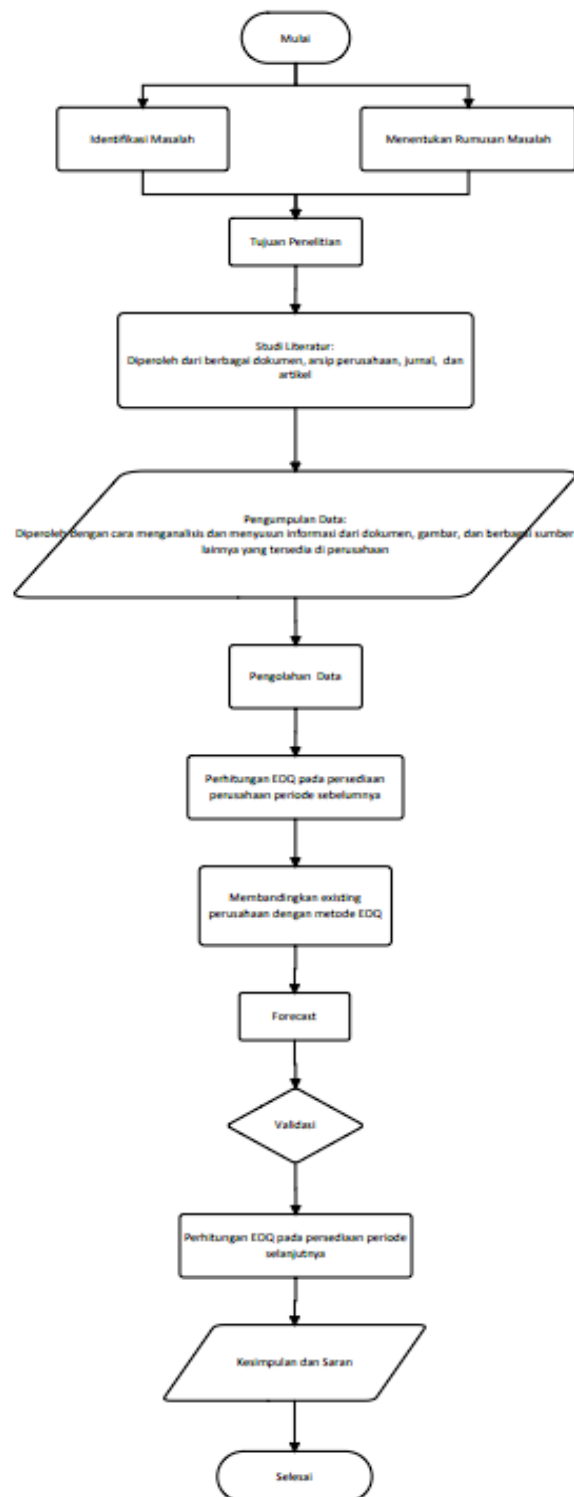 Mulai
Identifikasi Masalah
Menentukan Rumusan Masalah
Tujuan Penelitian
Studi Literatur:
Diperoleh dari berbagai dokumen, arsip perusahaan, jurnal, dan
artikel
Pengumpulan Data:
Diperoleh dengan cara menganalisis dan menyusun informasi dari dokumen, gambar, dan berbagai sumber
lainnya yang tersedia di perusahaan
Pengolahan Data
Perhitungan EOQ pada persediaan
perusahaan periode sebelumnya
Membandingkan existing
perusahaan dengan metode EOQ
Forecast
Validasi
Perhitungan EOQ pada persediaan periode
selanjutnya
Kesimpulan dan Saran
Selesai